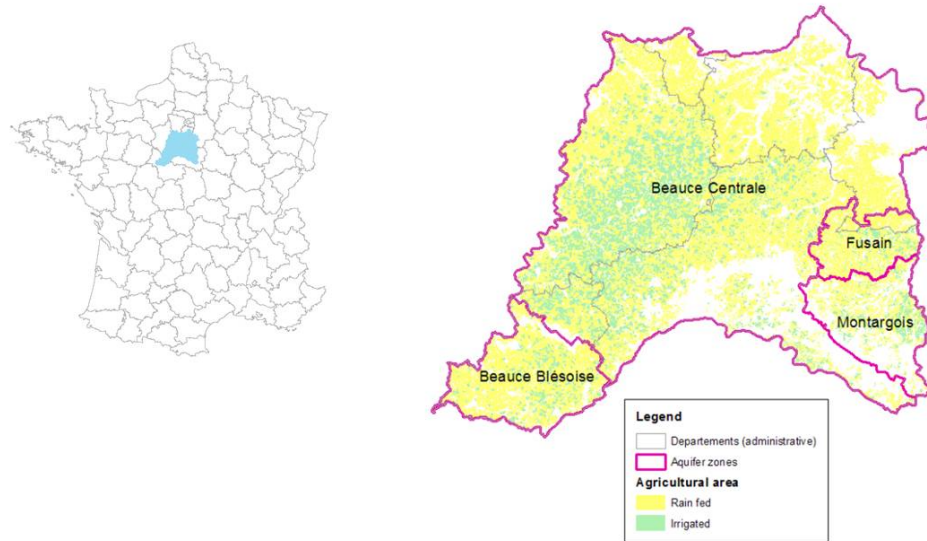 Beauce Centrale
Fusain
Montargois
Beauce Blésoise
Legend
Departements (administrative)
Aquifer zones
Agricultural area
Rain fed
Irrigated